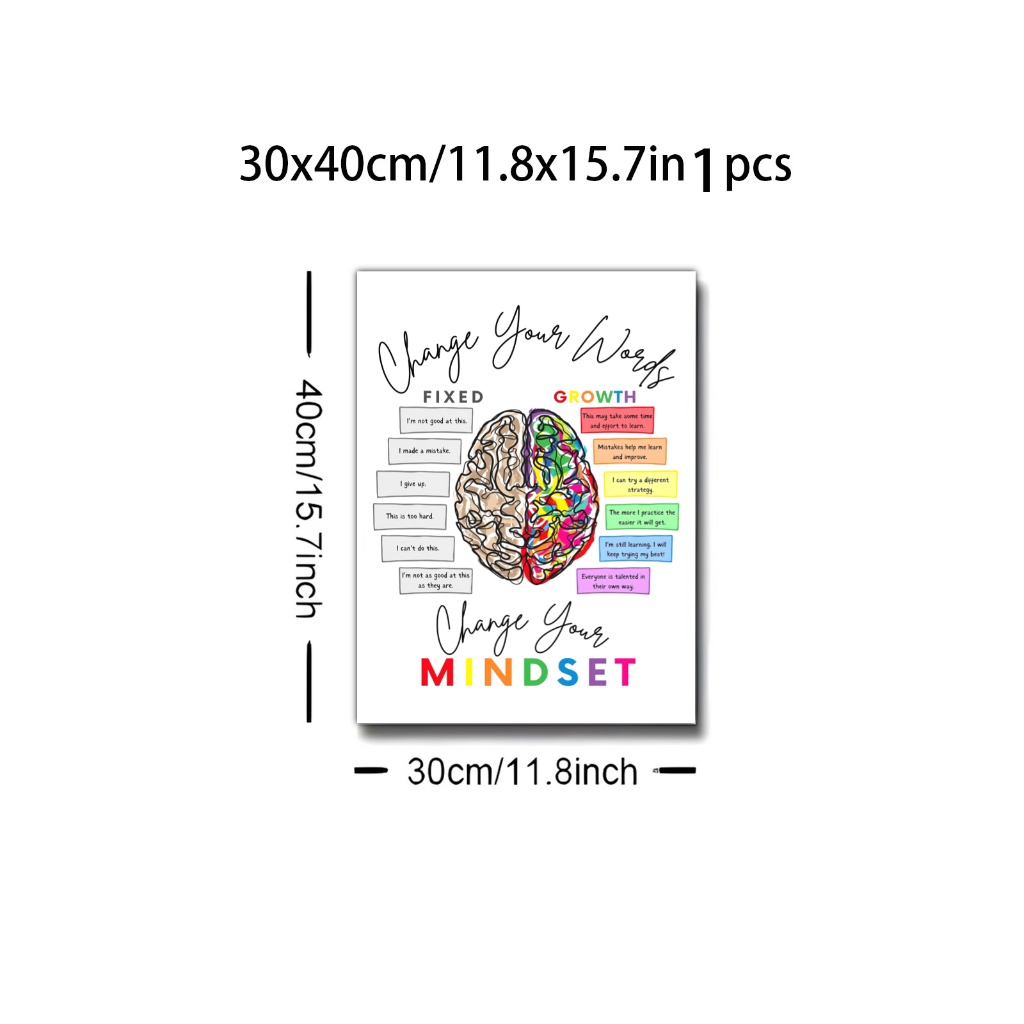 30x40cm/11.8x15.7in 1 pcs
40cm/15.7inch
Change Your Words
FIXED
GROWTH
I'm not good at this.
This may take some time
and effort to learn.
I made a mistake.
Mistakes help me learn
and improve.
I give up.
I can try a different
strategy.
This is too hard.
The more I practice the
easier it will get.
I can't do this.
I'm still learning. I will
keep trying my best!
I'm not as good at this
as they are.
Everyone is talented in
their own way.
Change Your
MINDSET
30cm/11.8inch